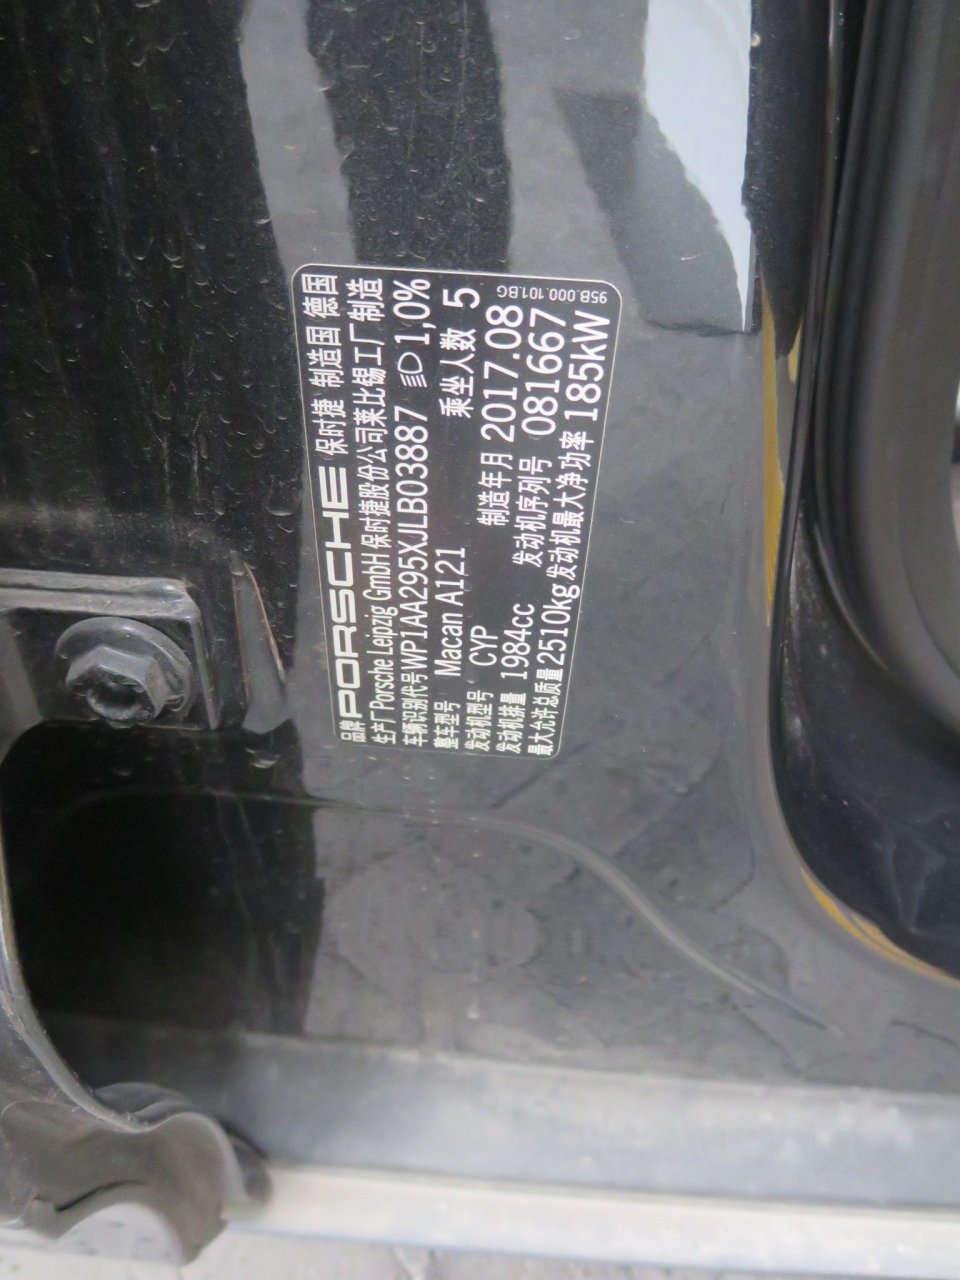 品牌 PORSCHE 保时捷 制造国 德国
生产厂 Porsche Leipzig GmbH 保时捷股份公司莱比锡工厂制造
车辆识别代号 WP1AA295XJLB03887 1,0%
整车型号 Macan A121 乘坐人数 5
发动机型号 CYP 制造年月 2017.08
发动机排量 1984cc 发动机序列号 081667
最大允许总质量 2510kg 发动机最大净功率 185kW
95B.000.101.BG